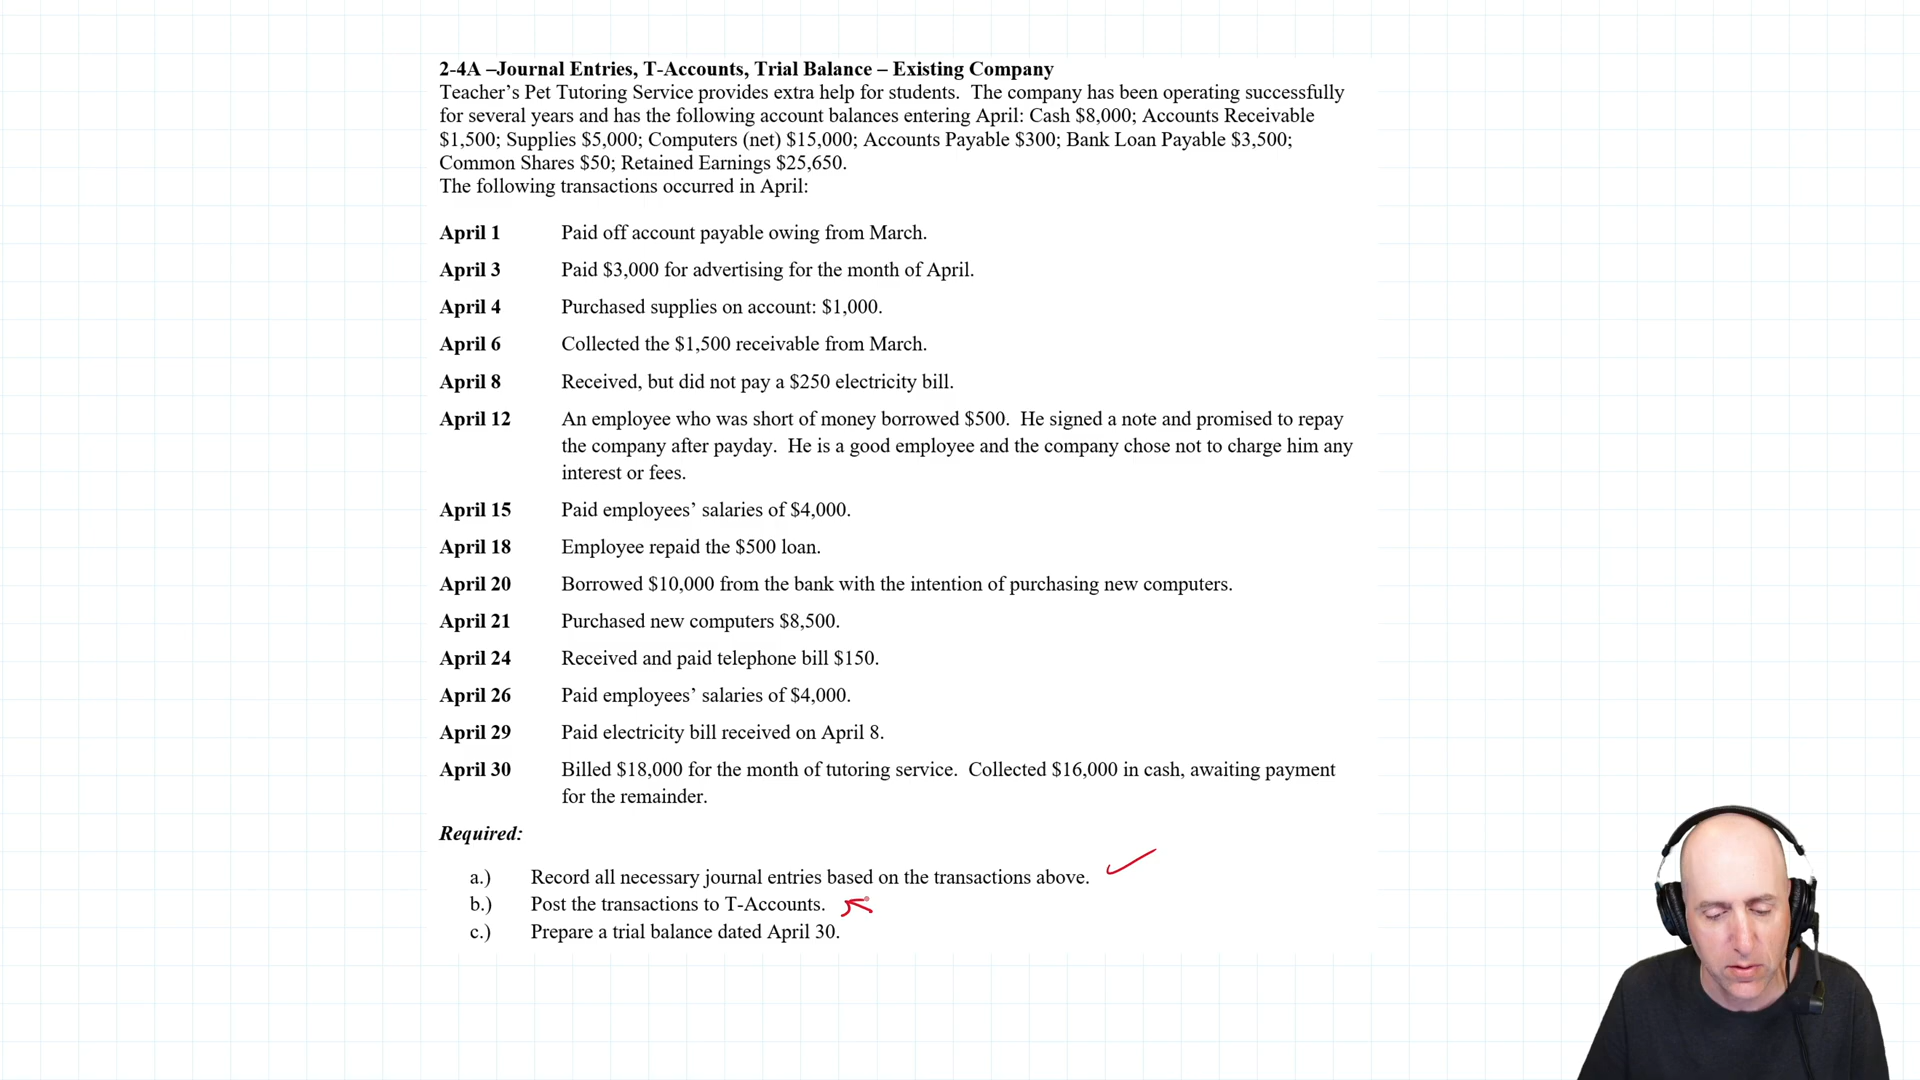 2-4A –Journal Entries, T-Accounts, Trial Balance – Existing Company
Teacher's Pet Tutoring Service provides extra help for students.  The company has been operating successfully
for several years and has the following account balances entering April: Cash $8,000; Accounts Receivable
$1,500; Supplies $5,000; Computers (net) $15,000; Accounts Payable $300; Bank Loan Payable $3,500;
Common Shares $50; Retained Earnings $25,650.
The following transactions occurred in April:
April 1 Paid off account payable owing from March.
April 3 Paid $3,000 for advertising for the month of April.
April 4 Purchased supplies on account: $1,000.
April 6 Collected the $1,500 receivable from March.
April 8 Received, but did not pay a $250 electricity bill.
April 12 An employee who was short of money borrowed $500.  He signed a note and promised to repay
the company after payday.  He is a good employee and the company chose not to charge him any
interest or fees.
April 15 Paid employees' salaries of $4,000.
April 18 Employee repaid the $500 loan.
April 20 Borrowed $10,000 from the bank with the intention of purchasing new computers.
April 21 Purchased new computers $8,500.
April 24 Received and paid telephone bill $150.
April 26 Paid employees' salaries of $4,000.
April 29 Paid electricity bill received on April 8.
April 30 Billed $18,000 for the month of tutoring service.  Collected $16,000 in cash, awaiting payment
for the remainder.
Required:
a.) Record all necessary journal entries based on the transactions above.
b.) Post the transactions to T-Accounts.
c.) Prepare a trial balance dated April 30.